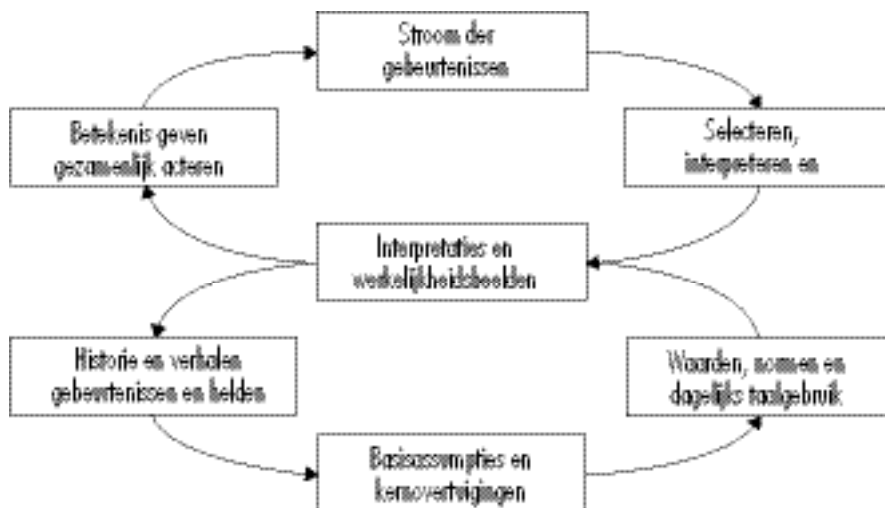 Stroom der
gebeurtenissen
Betekenis geven
gezamenlijk acteren
Selecteren,
interpreteren en
Interpretaties en
werkelijkheidsbeelden
Historie en verhalen
gebeurtenissen en helden
Waarden, normen en
dagelijks taalgebruik
Basisassumpties en
kernovertuigingen